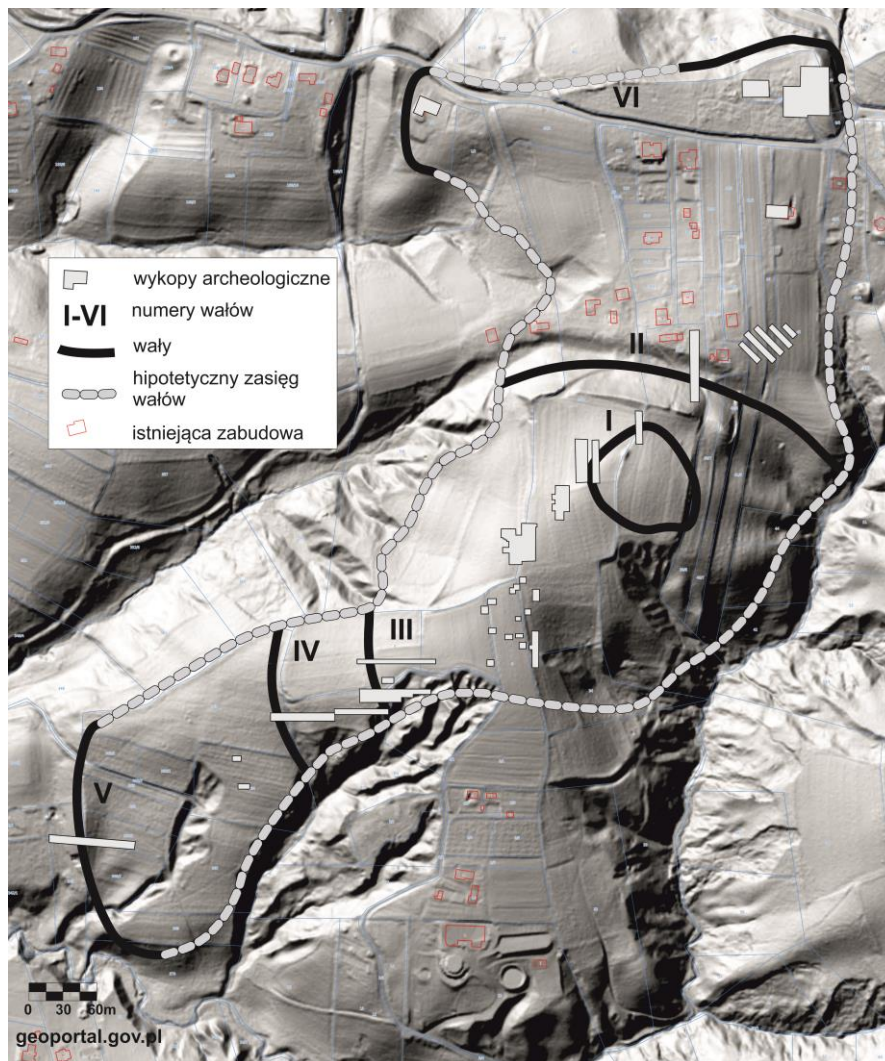 VI
wykopy archeologiczne
I-VI numery wałów
wały
hipotetyczny zasięg
wałów
istniejąca zabudowa
II
I
IV
III
V
0 30 60m
geoportal.gov.pl